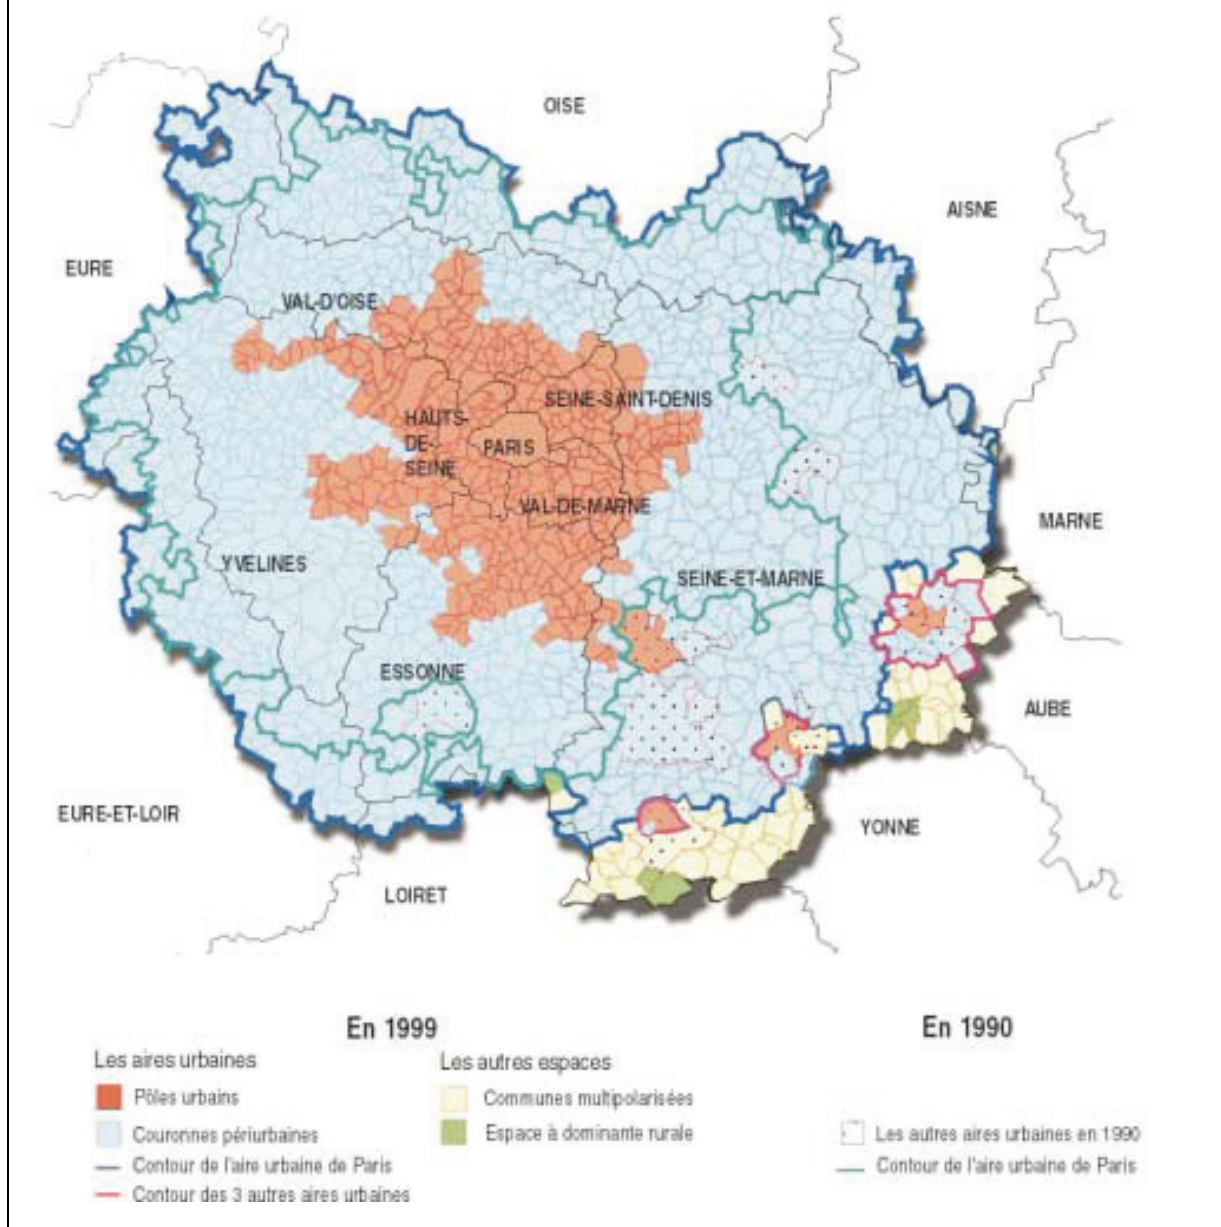 OISE
AISNE
EURE
VAL-D'OISE
SEINE-SAINT-DENIS
HAUTS-
DE-
SEINE
PARIS
VAL-DE-MARNE
MARNE
YVELINES
SEINE-ET-MARNE
ESSONNE
AUBE
EURE-ET-LOIR
YONNE
LOIRET
En 1999
Les aires urbaines
Pôles urbains
Couronnes périurbaines
Contour de l'aire urbaine de Paris
Contour des 3 autres aires urbaines
Les autres espaces
Communes multipolarisées
Espace à dominante rurale
En 1990
Les autres aires urbaines en 1990
Contour de l'aire urbaine de Paris